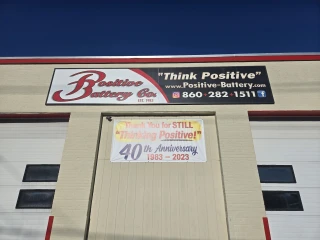 Positive
Battery Co.
EST. 1983
"Think Positive"
www.Positive-Battery.com
860-282-1511
Thank You for STILL
"Thinking Positive!"
40th Anniversary
1983 - 2023